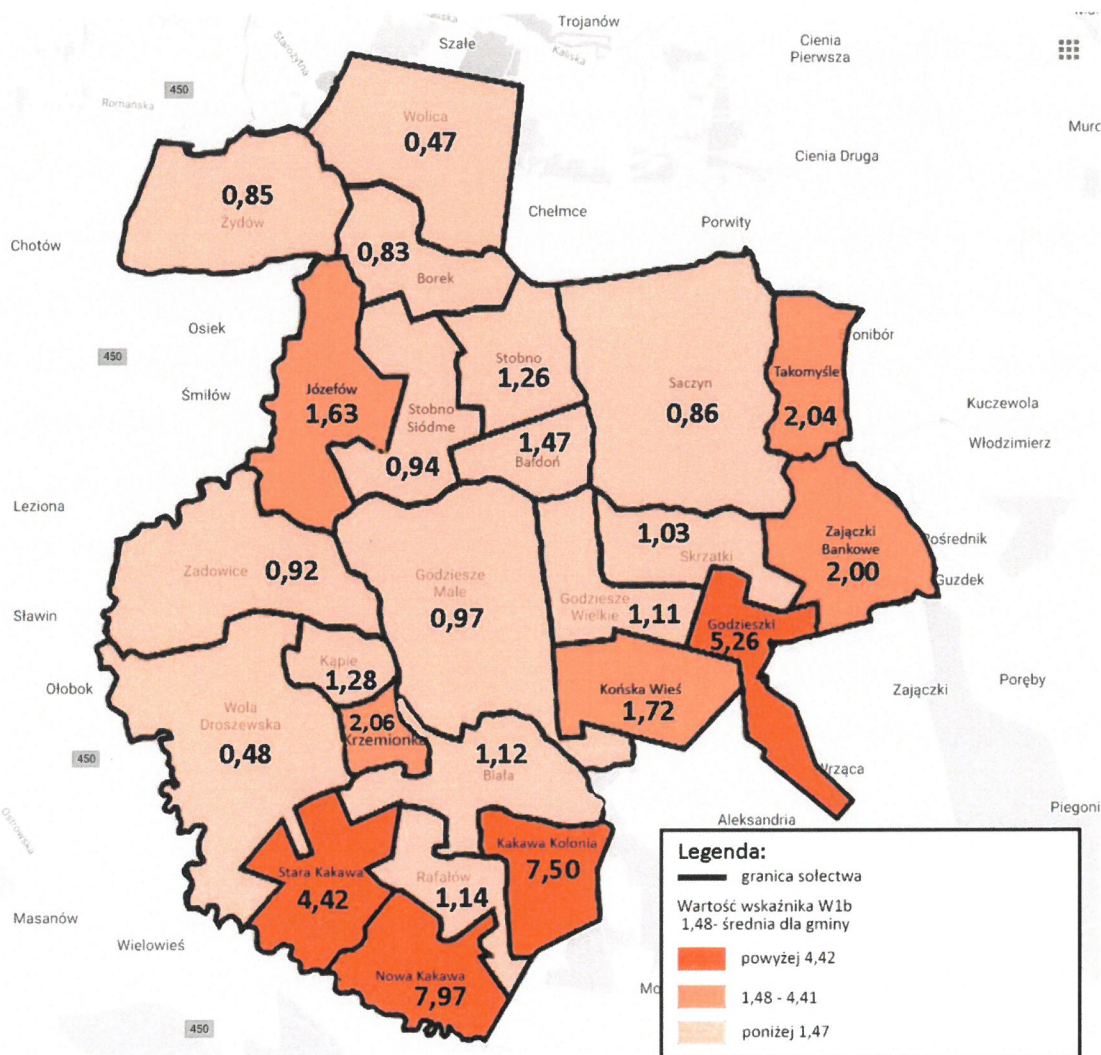 Trojanów
Szałe
Kaliska
Starożytna
Cienia
Pierwsza
450
Romańska
Wolica
0,47
Cienia Druga
0,85
Żydów
Chełmce
Porwity
Chotów
0,83
Borek
Osiek
450
Stobno
1,26
Takomyśle
2,04
Józefów
1,63
Saczyn
0,86
Śmiłów
Stobno
Siódme
0,94
Kuczewola
1,47
Bałdoń
Włodzimierz
Leziona
1,03
Skrzatki
Zajączki
Bankowe
2,00
Pośrednik
Guzdek
Zadowice
0,92
Godziesze
Małe
0,97
Godziesze
Wielkie
1,11
Godzieszki
5,26
Sławin
Kąpie
1,28
Ołobok
Końska Wieś
1,72
Zajączki
Poręby
Wola
Droszewska
0,48
2,06
Krzemionka
1,12
Biała
450
Wrząca
Ostrowska
Aleksandria
Piegoni
Kakawa Kolonia
7,50
Stara Kakawa
4,42
Rafałów
1,14
Masanów
Wielowieś
Nowa Kakawa
7,97
450
Legenda:
granica sołectwa
Wartość wskaźnika W1b
1,48- średnia dla gminy
powyżej 4,42
1,48 - 4,41
poniżej 1,47